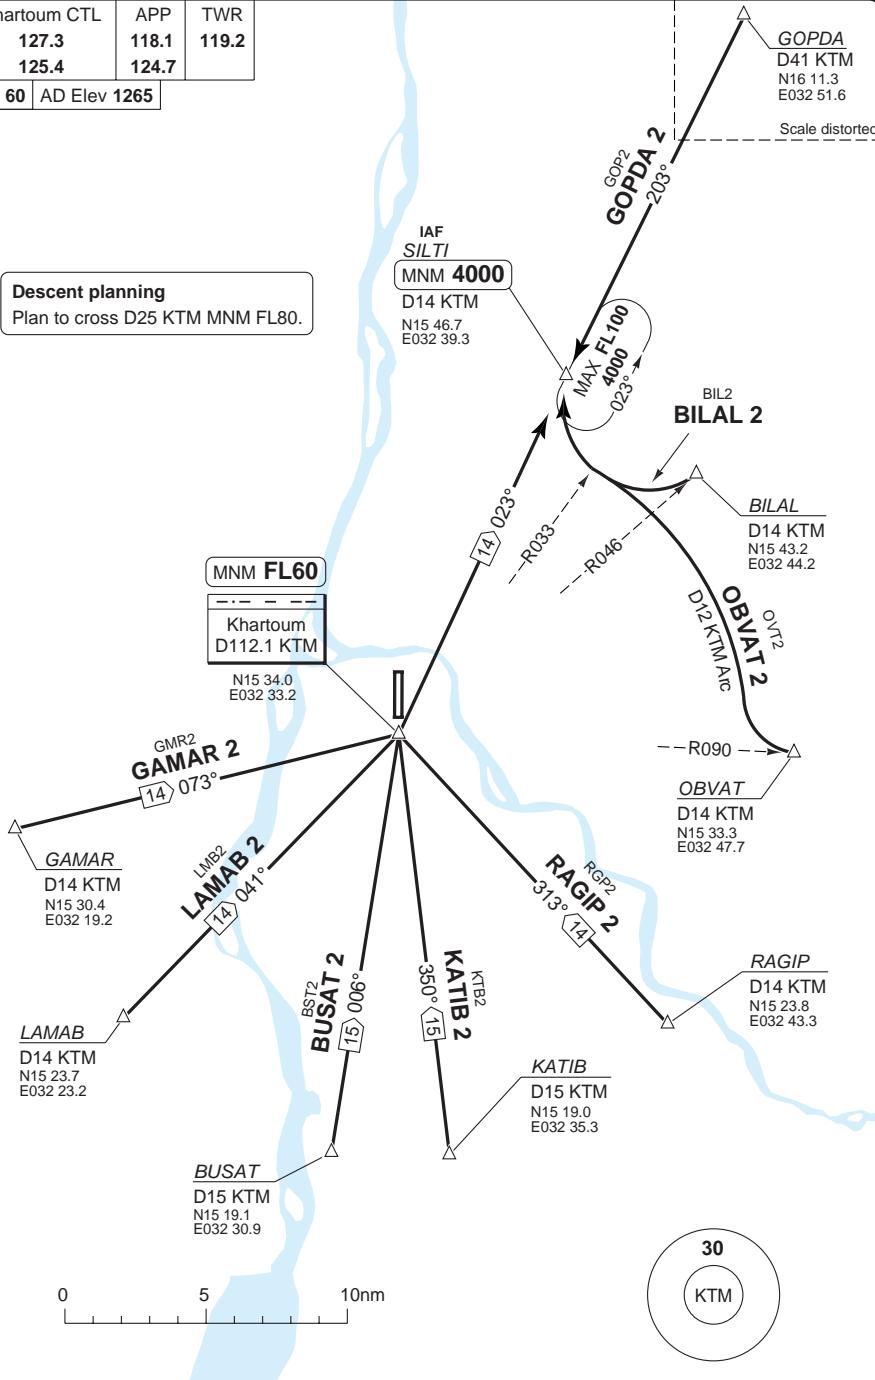 hartoum CTL APP TWR
127.3 118.1 119.2
125.4 124.7
60 AD Elev 1265
GOPDA
D41 KTM
N16 11.3
E032 51.6
Scale distorted
GOP2
GOPDA 2
203°
IAF
SILTI
MNM 4000
D14 KTM
N15 46.7
E032 39.3
Descent planning
Plan to cross D25 KTM MNM FL80.
MAX FL100
4000
023°
BIL2
BILAL 2
BILAL
D14 KTM
N15 43.2
E032 44.2
14 023°
R033
R046
OVT2
OBVAT 2
D12 KTM Arc
MNM FL60
Khartoum
D112.1 KTM
N15 34.0
E032 33.2
R090
OBVAT
D14 KTM
N15 33.3
E032 47.7
GMR2
GAMAR 2
14 073°
GAMAR
D14 KTM
N15 30.4
E032 19.2
LMB2
LAMAB 2
14 041°
LAMAB
D14 KTM
N15 23.7
E032 23.2
BST2
BUSAT 2
15 006°
BUSAT
D15 KTM
N15 19.1
E032 30.9
KTB2
KATIB 2
350° 15
KATIB
D15 KTM
N15 19.0
E032 35.3
RGP2
RAGIP 2
313° 14
RAGIP
D14 KTM
N15 23.8
E032 43.3
0 5 10nm
30
KTM